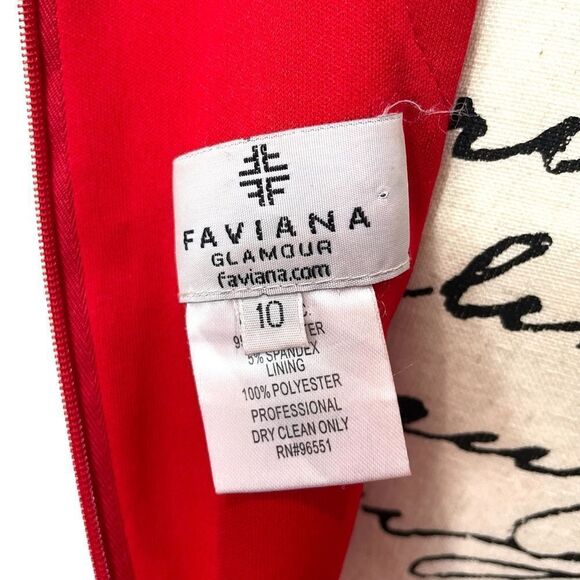 FAVIANA
GLAMOUR
faviana.com
10
5% SPANDEX
LINING
100% POLYESTER
PROFESSIONAL
DRY CLEAN ONLY
RN#96551